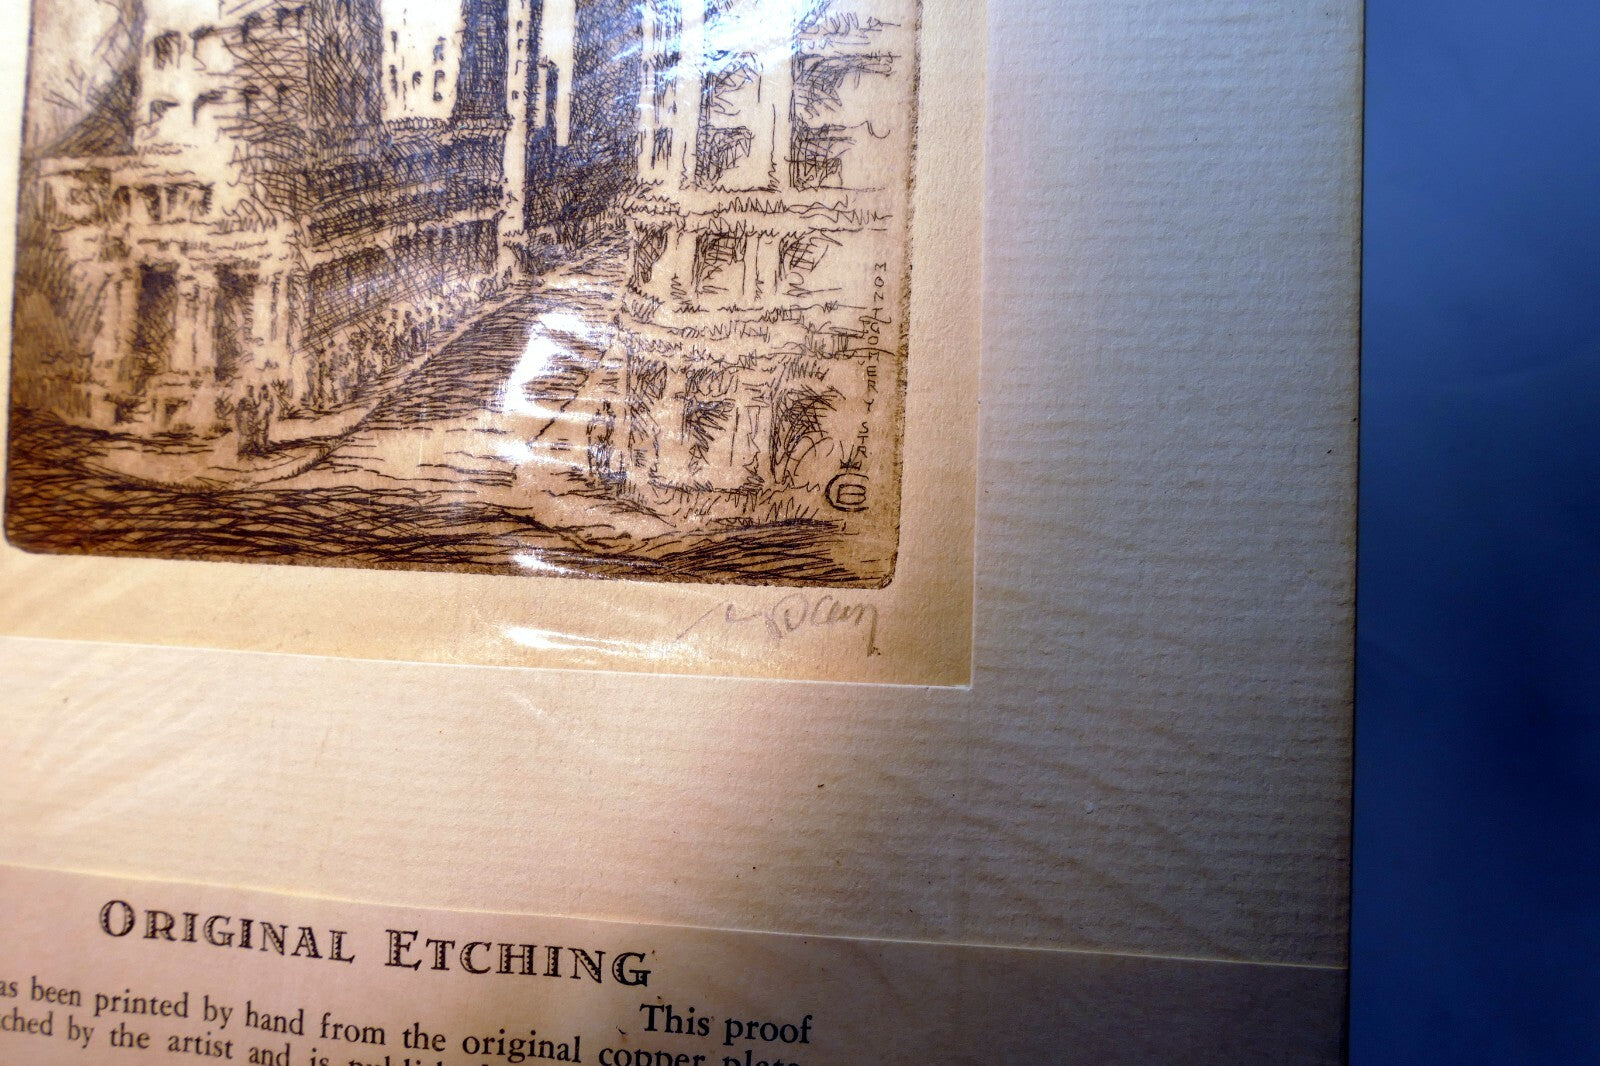 MONTGOMERY STR
B
ORIGINAL ETCHING
This proof
as been printed by hand from the original copper plate
ched by the artist and is